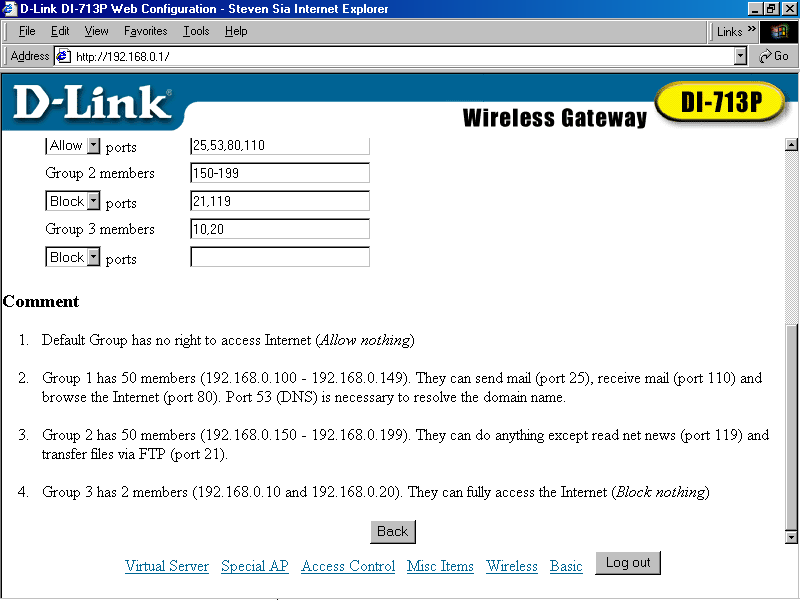 D-Link DI-713P Web Configuration - Steven Sia Internet Explorer
File Edit View Favorites Tools Help
Links »
Address http://192.168.0.1/ Go
D-Link®
Wireless Gateway DI-713P
Allow ports 25,53,80,110
Group 2 members 150-199
Block ports 21,119
Group 3 members 10,20
Block ports
Comment
1. Default Group has no right to access Internet (Allow nothing)
2. Group 1 has 50 members (192.168.0.100 - 192.168.0.149). They can send mail (port 25), receive mail (port 110) and
browse the Internet (port 80). Port 53 (DNS) is necessary to resolve the domain name.
3. Group 2 has 50 members (192.168.0.150 - 192.168.0.199). They can do anything except read net news (port 119) and
transfer files via FTP (port 21).
4. Group 3 has 2 members (192.168.0.10 and 192.168.0.20). They can fully access the Internet (Block nothing)
Back
Virtual Server Special AP Access Control Misc Items Wireless Basic Log out